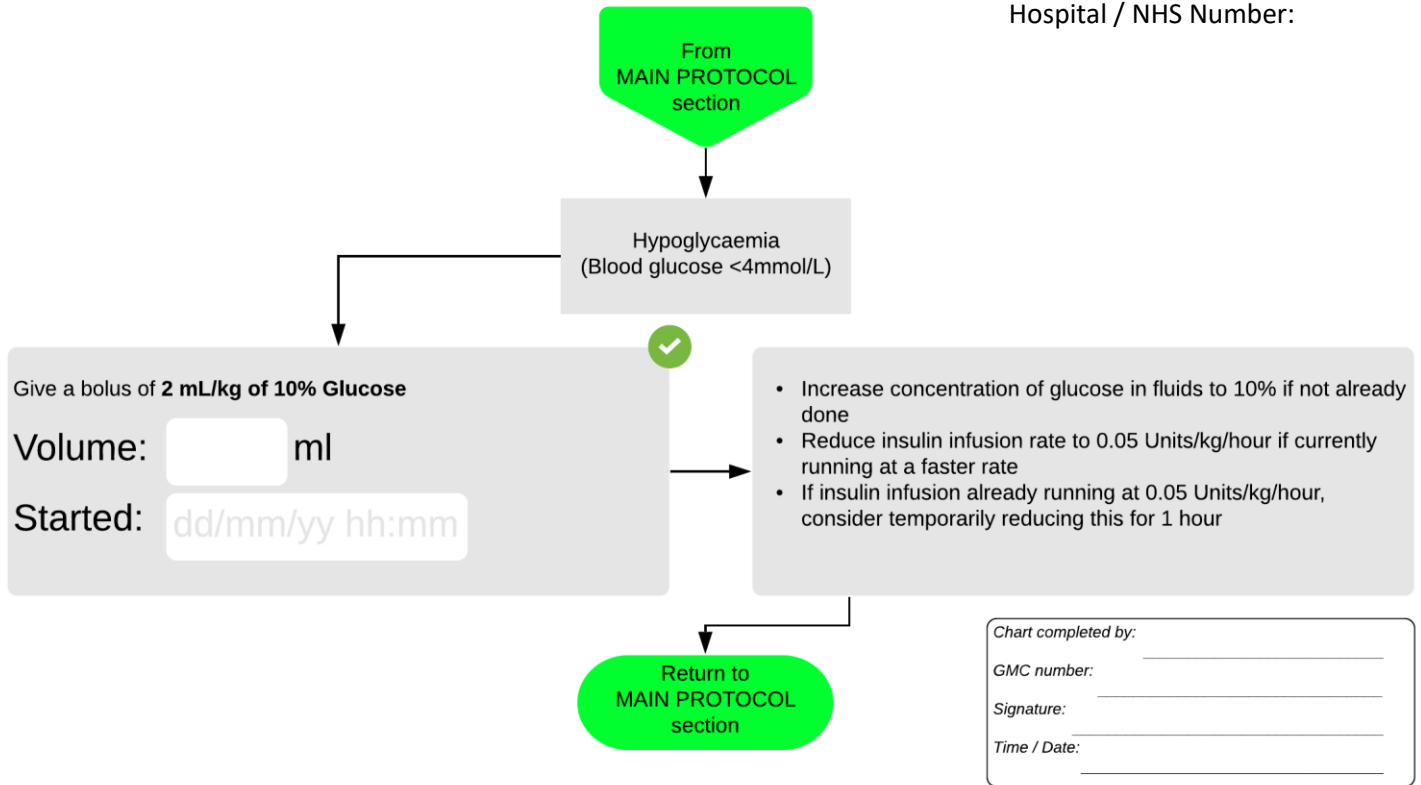 Hospital / NHS Number:
From
MAIN PROTOCOL
section
Hypoglycaemia
(Blood glucose <4mmol/L)
Give a bolus of 2 mL/kg of 10% Glucose
Volume: ml
Started: dd/mm/yy hh:mm
• Increase concentration of glucose in fluids to 10% if not already
done
• Reduce insulin infusion rate to 0.05 Units/kg/hour if currently
running at a faster rate
• If insulin infusion already running at 0.05 Units/kg/hour,
consider temporarily reducing this for 1 hour
Return to
MAIN PROTOCOL
section
Chart completed by:
GMC number:
Signature:
Time / Date: